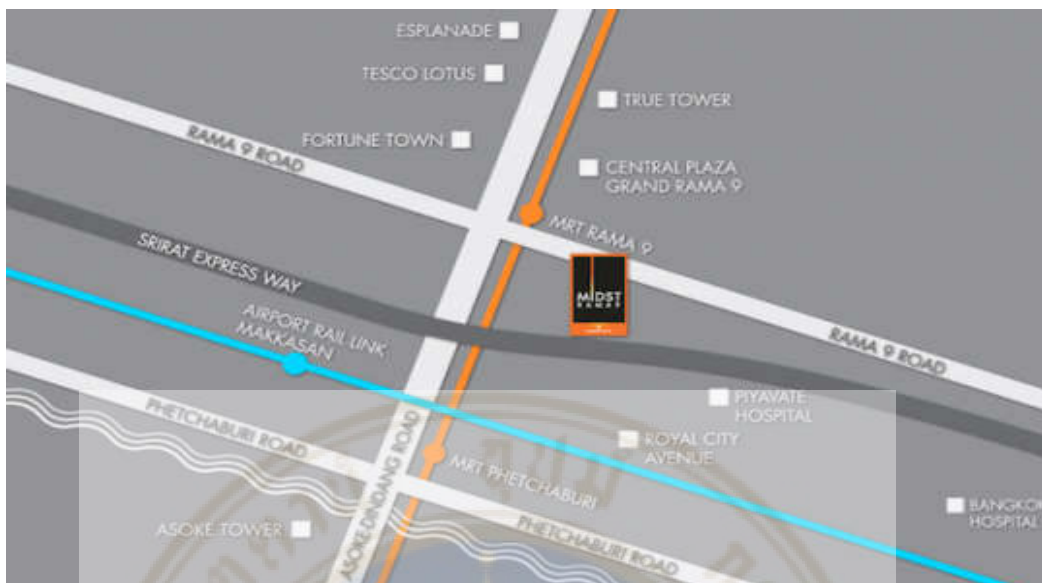 ESPLANADE
TESCO LOTUS
TRUE TOWER
FORTUNE TOWN
RAMA 9 ROAD
CENTRAL PLAZA
GRAND RAMA 9
MRT RAMA 9
SRIRAT EXPRESS WAY
MIDST
RAMA9
AIRPORT RAIL LINK
MAKKASAN
RAMA 9 ROAD
PHETCHABURI ROAD
PIYAVATE
HOSPITAL
ASOKE-DINDANG ROAD
ROYAL CITY
AVENUE
MRT PHETCHABURI
BANGKO
HOSPITAL
ASOKE TOWER
PHETCHABURI ROAD